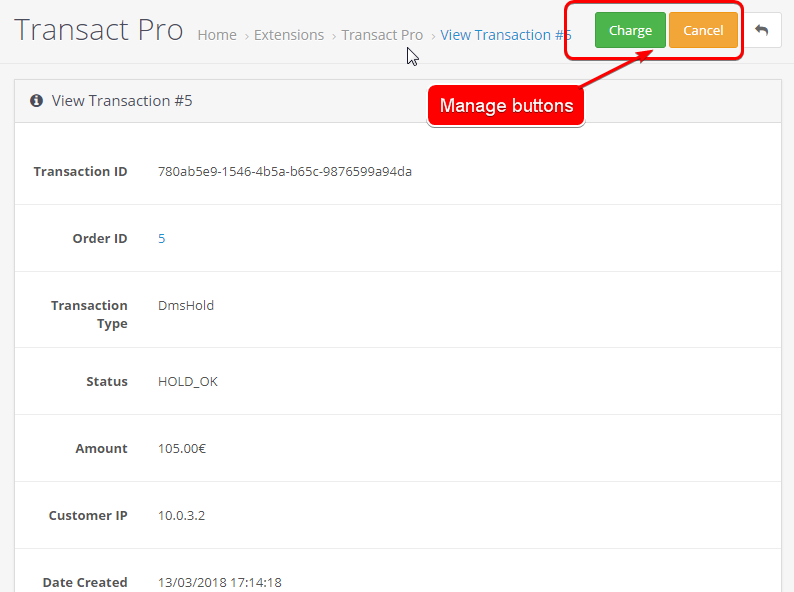 Transact Pro Home › Extensions › Transact Pro › View Transaction #5 Charge Cancel
Manage buttons
View Transaction #5
Transaction ID 780ab5e9-1546-4b5a-b65c-9876599a94da
Order ID 5
Transaction DmsHold
Type
Status HOLD_OK
Amount 105.00€
Customer IP 10.0.3.2
Date Created 13/03/2018 17:14:18